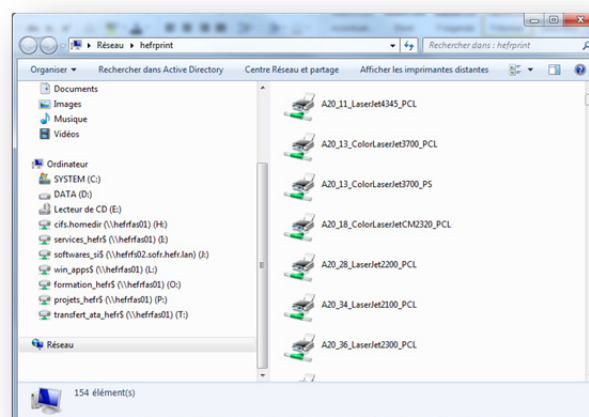 Réseau ▸ hefrprint
Rechercher dans : hefrprint
Organiser
Rechercher dans Active Directory
Centre Réseau et partage
Afficher les imprimantes distantes
Documents
Images
Musique
Vidéos
Ordinateur
SYSTEM (C:)
DATA (D:)
Lecteur de CD (E:)
cifs.homedir (\\hefrfas01) (H:)
services_hefr$ (\\hefrfas01) (I:)
softwares_si$ (\\hefrfs02.sofr.hefr.lan) (J:)
win_apps$ (\\hefrfas01) (L:)
formation_hefr$ (\\hefrfas01) (O:)
projets_hefr$ (\\hefrfas01) (P:)
transfert_ata_hefr$ (\\hefrfas01) (T:)
Réseau
A20_11_LaserJet4345_PCL
A20_13_ColorLaserJet3700_PCL
A20_13_ColorLaserJet3700_PS
A20_18_ColorLaserJetCM2320_PCL
A20_28_LaserJet2200_PCL
A20_34_LaserJet2100_PCL
A20_36_LaserJet2300_PCL
154 élément(s)